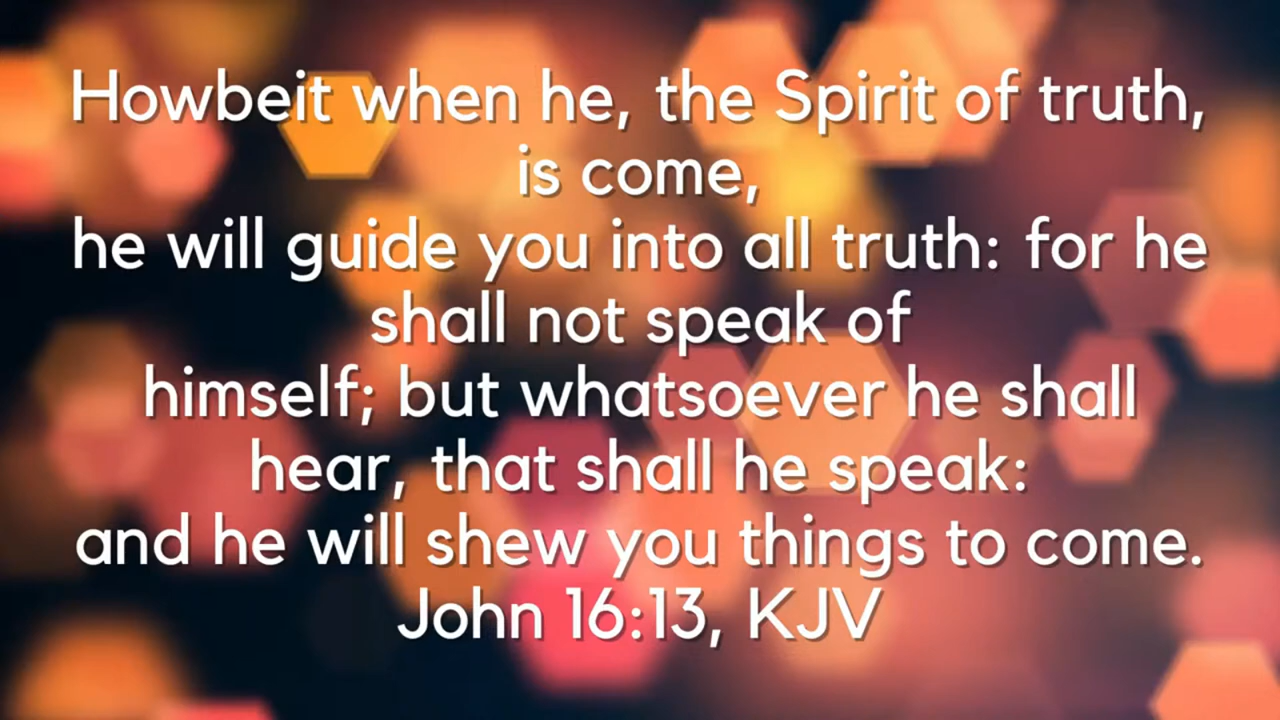 Howbeit when he, the Spirit of truth,
is come,
he will guide you into all truth: for he
shall not speak of
himself; but whatsoever he shall
hear, that shall he speak:
and he will shew you things to come.
John 16:13, KJV